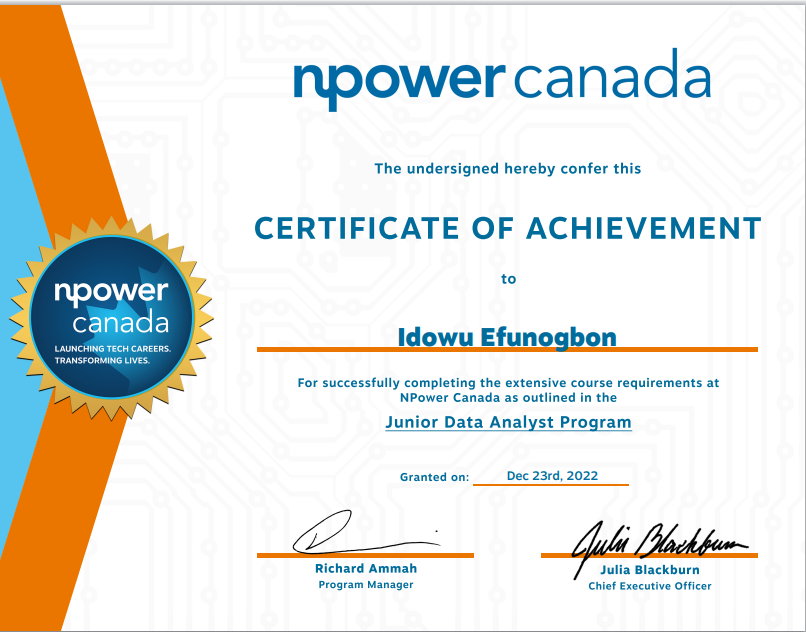 npower canada
The undersigned hereby confer this
CERTIFICATE OF ACHIEVEMENT
to
Idowu Efunogbon
For successfully completing the extensive course requirements at
NPower Canada as outlined in the
Junior Data Analyst Program
Granted on: Dec 23rd, 2022
npower
canada
LAUNCHING TECH CAREERS.
TRANSFORMING LIVES.
Julia Blackburn
Richard Ammah
Program Manager
Julia Blackburn
Chief Executive Officer